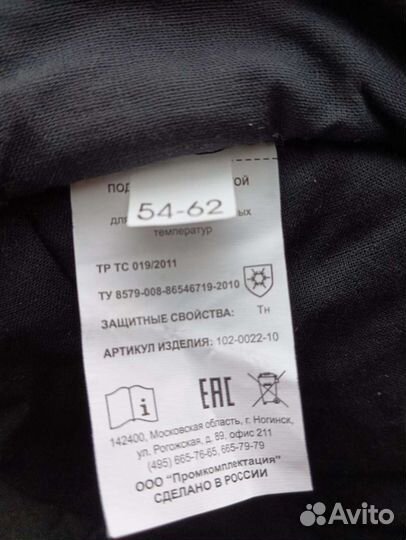 54-62
температур
ТР ТС 019/2011
ТУ 8579-008-86546719-2010
ЗАЩИТНЫЕ СВОЙСТВА: Тн
АРТИКУЛ ИЗДЕЛИЯ: 102-0022-10
i EAC
142400, Московская область, г. Ногинск,
ул. Рогожская, д. 89, офис 211
(495) 665-76-65, 665-79-79
ООО "Промкомплектация"
СДЕЛАНО В РОССИИ
Avito